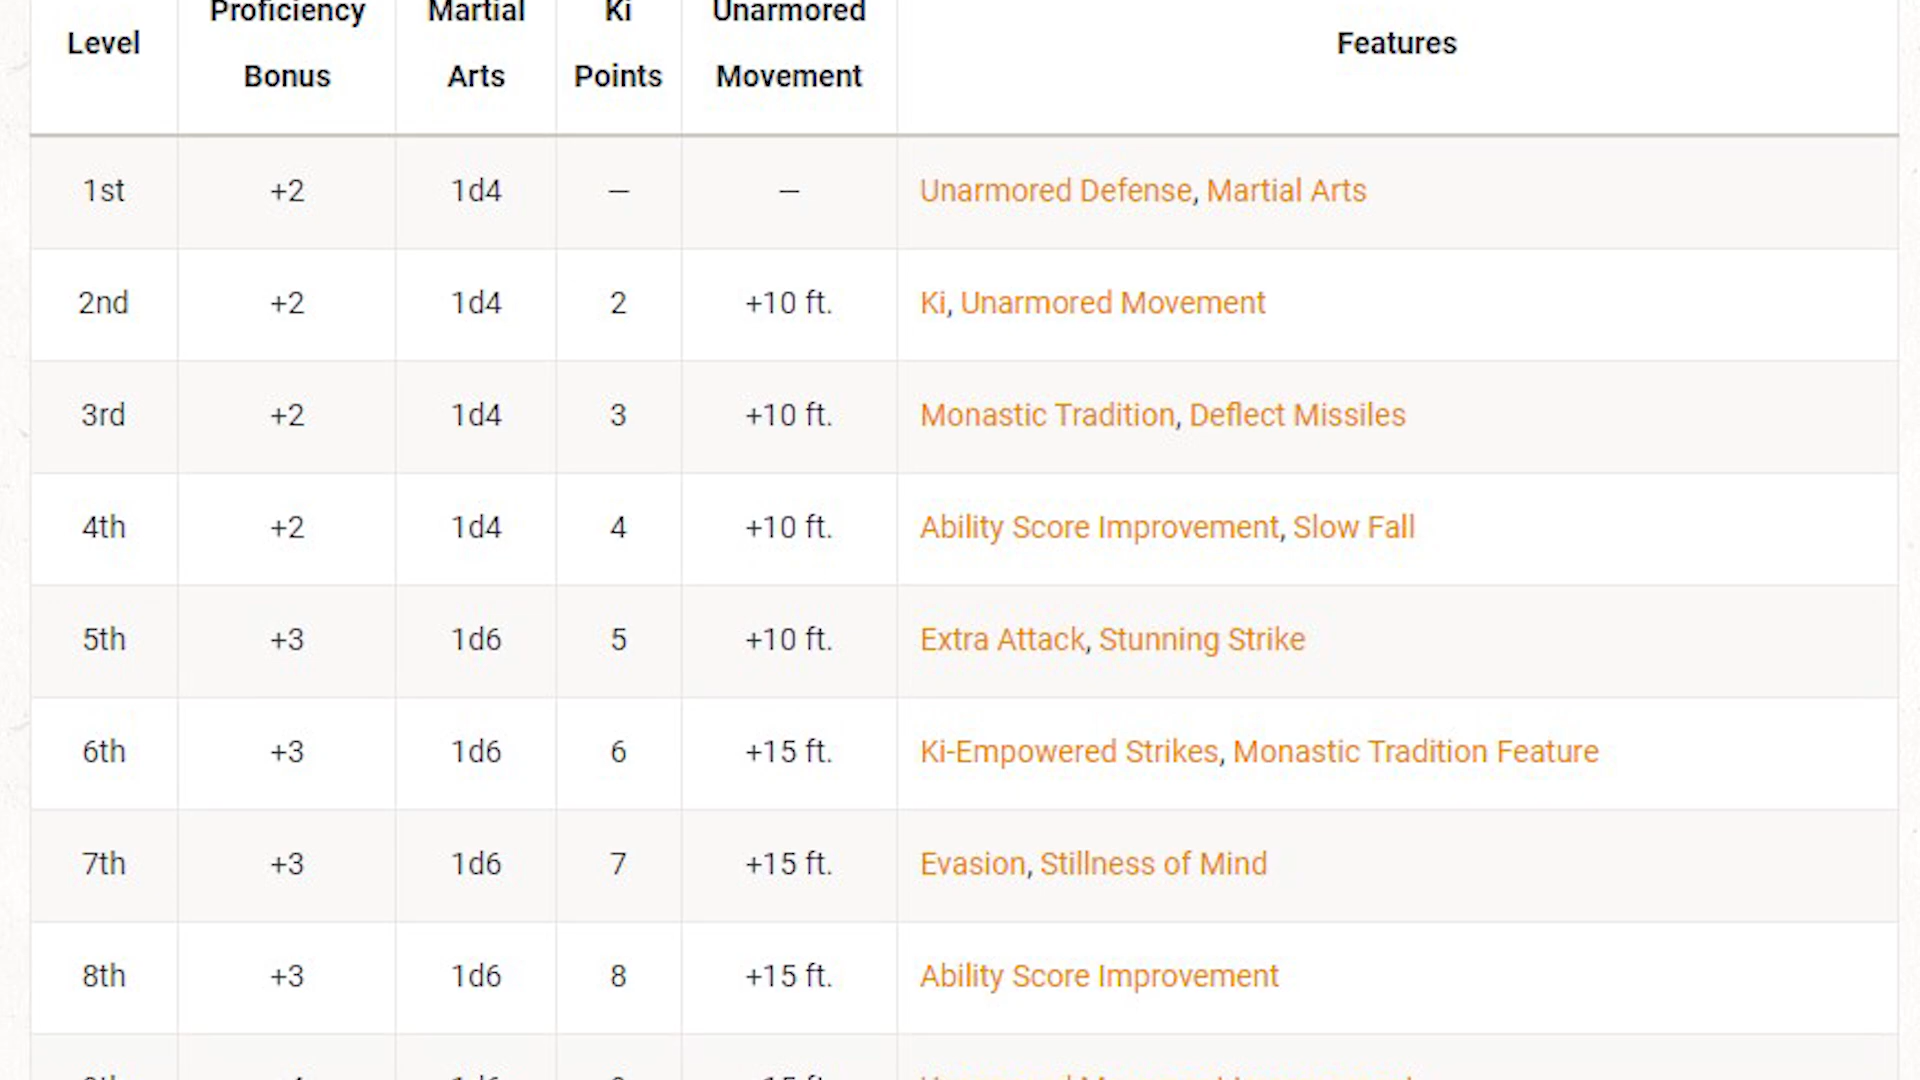 Level Proficiency Bonus Martial Arts Ki Points Unarmored Movement Features
1st +2 1d4 — — Unarmored Defense, Martial Arts
2nd +2 1d4 2 +10 ft. Ki, Unarmored Movement
3rd +2 1d4 3 +10 ft. Monastic Tradition, Deflect Missiles
4th +2 1d4 4 +10 ft. Ability Score Improvement, Slow Fall
5th +3 1d6 5 +10 ft. Extra Attack, Stunning Strike
6th +3 1d6 6 +15 ft. Ki-Empowered Strikes, Monastic Tradition Feature
7th +3 1d6 7 +15 ft. Evasion, Stillness of Mind
8th +3 1d6 8 +15 ft. Ability Score Improvement